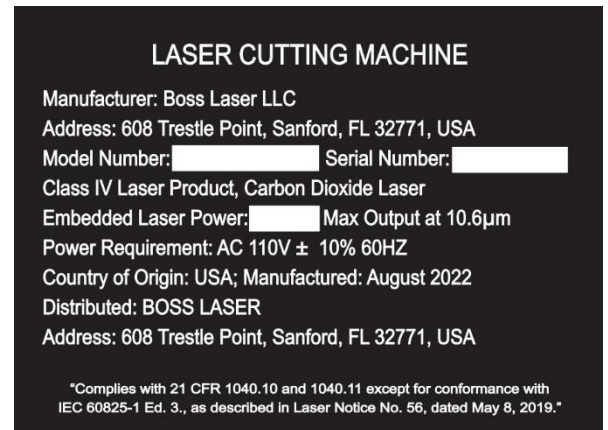 LASER CUTTING MACHINE
Manufacturer: Boss Laser LLC
Address: 608 Trestle Point, Sanford, FL 32771, USA
Model Number: Serial Number:
Class IV Laser Product, Carbon Dioxide Laser
Embedded Laser Power: Max Output at 10.6µm
Power Requirement: AC 110V ± 10% 60HZ
Country of Origin: USA; Manufactured: August 2022
Distributed: BOSS LASER
Address: 608 Trestle Point, Sanford, FL 32771, USA
"Complies with 21 CFR 1040.10 and 1040.11 except for conformance with
IEC 60825-1 Ed. 3., as described in Laser Notice No. 56, dated May 8, 2019."